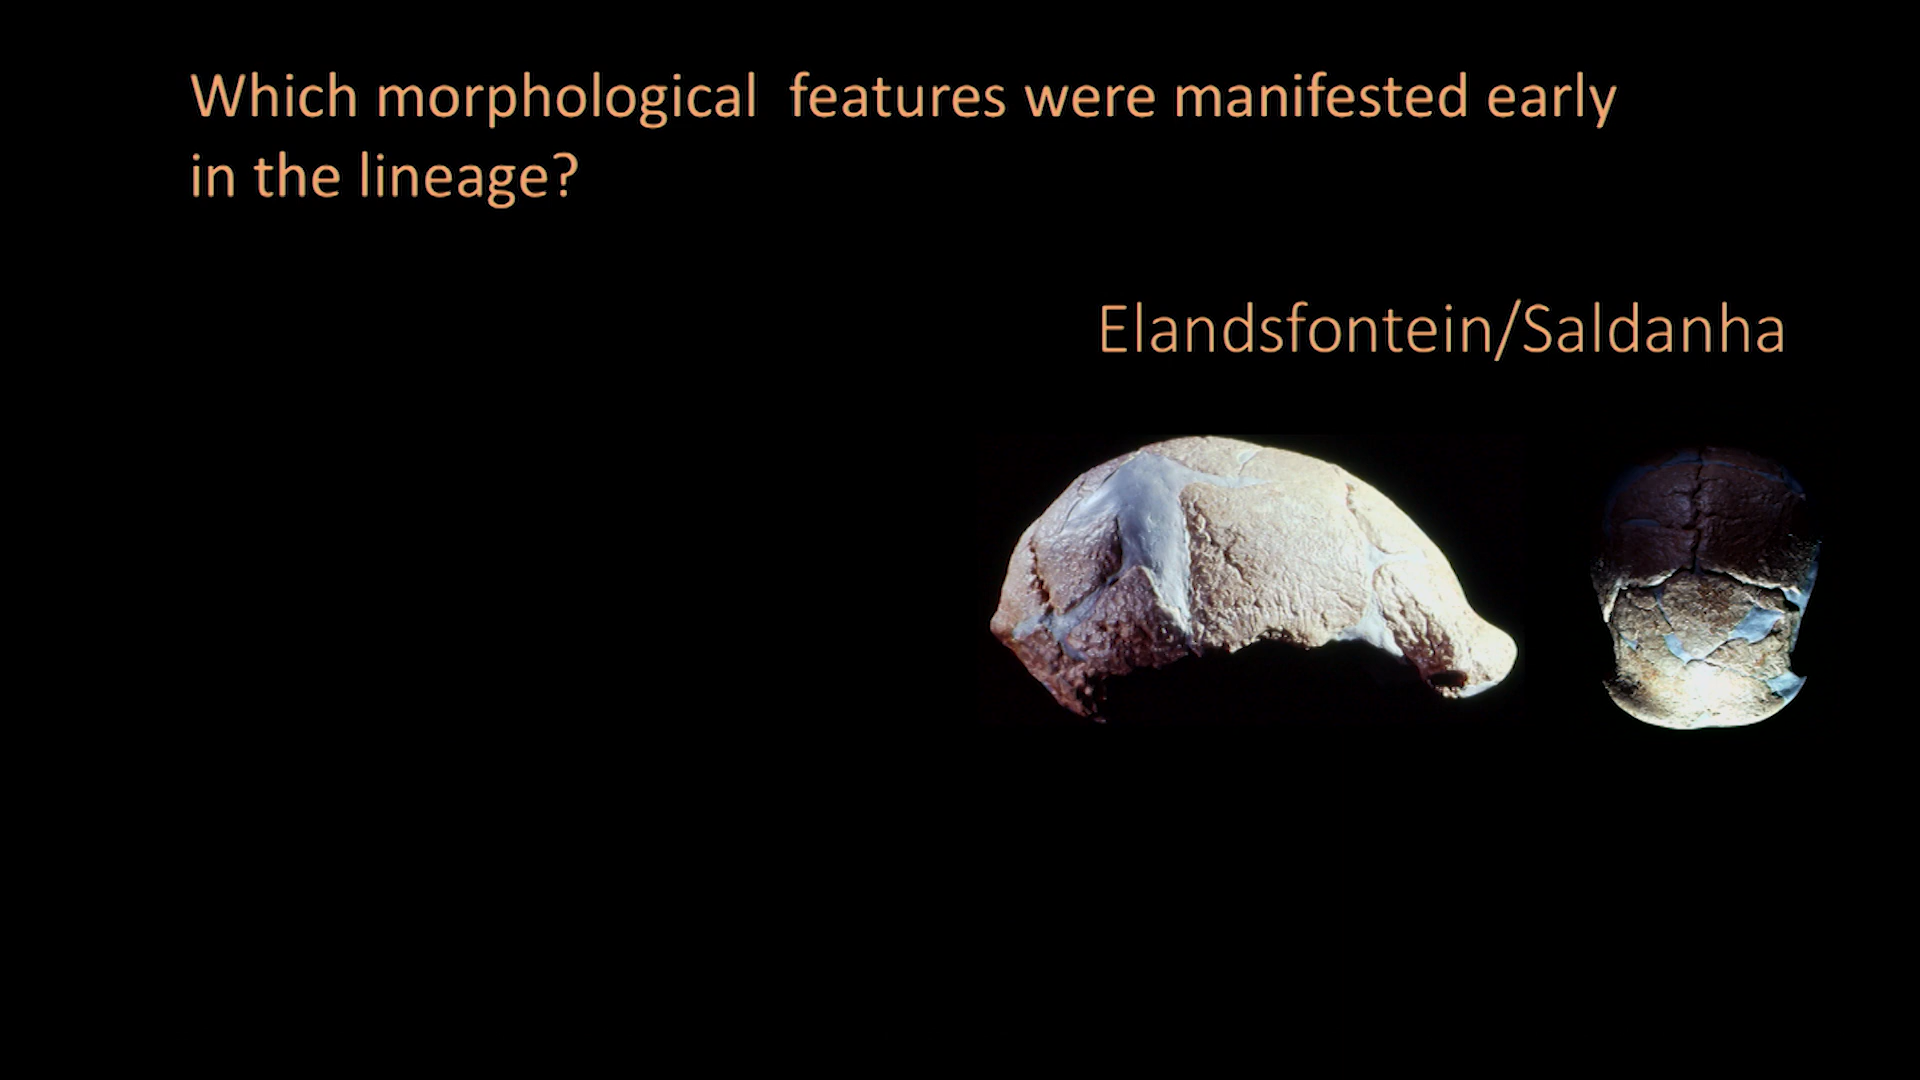 Which morphological  features were manifested early
in the lineage?
Elandsfontein/Saldanha